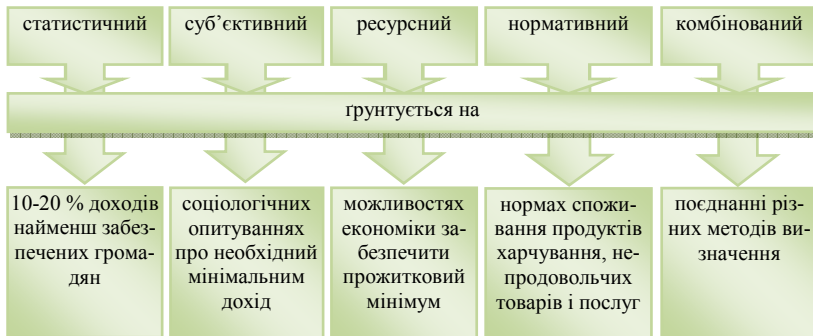 статистичний
суб’єктивний
ресурсний
нормативний
комбінований
ґрунтується на
10-20 % доходів
найменш забез-
печених грома-
дян
соціологічних
опитуваннях
про необхідний
мінімальним
дохід
можливостях
економіки за-
безпечити
прожитковий
мінімум
нормах спожи-
вання продуктів
харчування, не-
продовольчих
товарів і послуг
поєднанні різ-
них методів ви-
значення